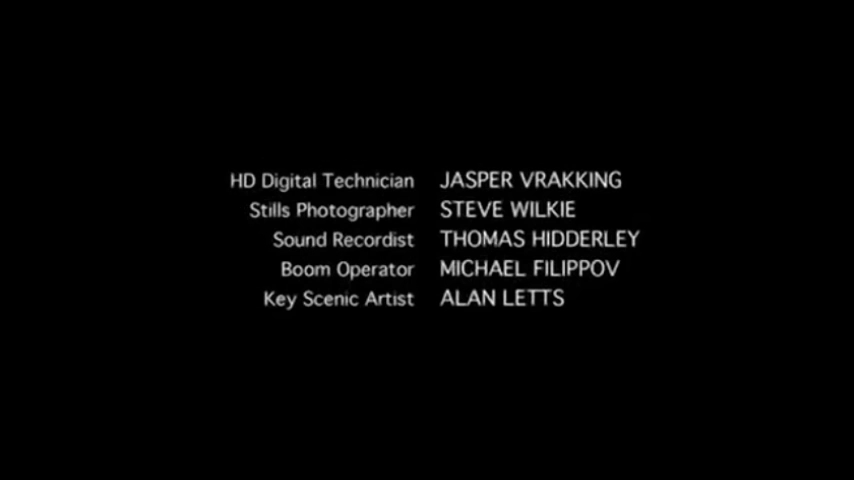 HD Digital Technician JASPER VRAKKING
Stills Photographer STEVE WILKIE
Sound Recordist THOMAS HIDDERLEY
Boom Operator MICHAEL FILIPPOV
Key Scenic Artist ALAN LETTS